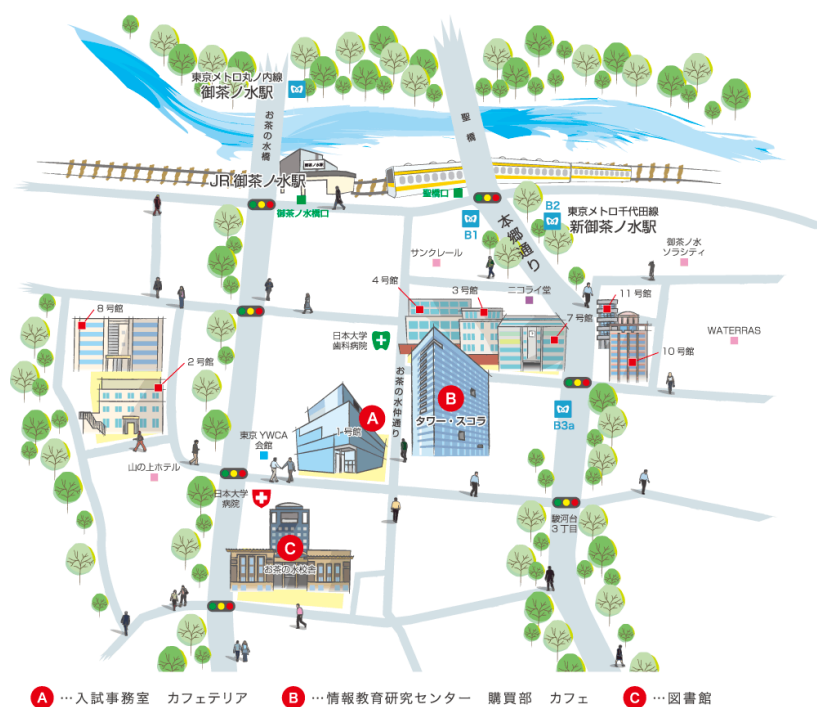 東京メトロ丸ノ内線
御茶ノ水駅
お茶の水橋
聖橋
JR 御茶ノ水駅
御茶ノ水橋口
聖橋口
B1
B2
東京メトロ千代田線
新御茶ノ水駅
本郷通り
サンクレール
御茶ノ水
ソラシティ
4号館
3号館
ニコライ堂
11号館
8号館
7号館
WATERRAS
日本大学
歯科病院
2号館
10号館
お茶の水仲通り
A
1号館
B
タワー・スコラ
B3a
東京YWCA
会館
山の上ホテル
日本大学
病院
駿河台
3丁目
C
お茶の水校舎
A …入試事務室 カフェテリア
B …情報教育研究センター 購買部 カフェ
C …図書館